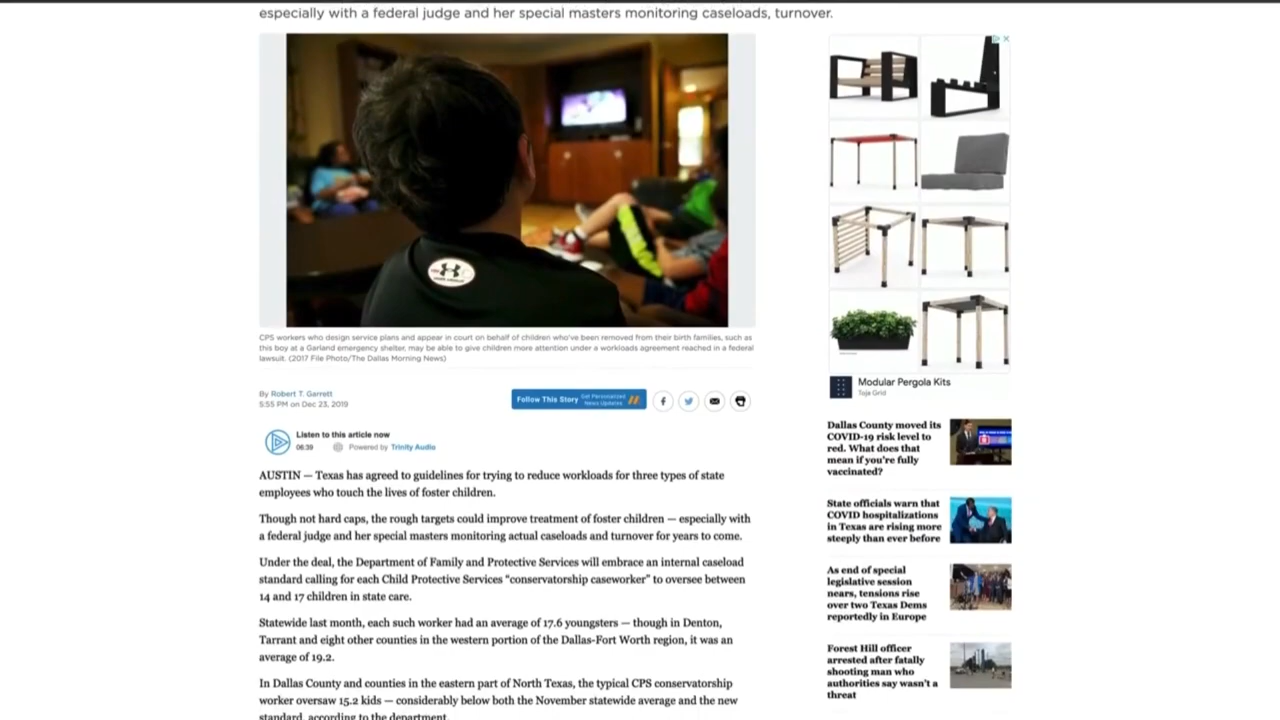 especially with a federal judge and her special masters monitoring caseloads, turnover.
CPS workers who design service plans and appear in court on behalf of children who've been removed from their birth families, such as
this boy at a Garland emergency shelter, may be able to give children more attention under a workloads agreement reached in a federal
lawsuit. (2017 File Photo/The Dallas Morning News)
By Robert T. Garrett
5:55 PM on Dec 23, 2019
Follow This Story
Get Personalized
News Updates
Listen to this article now
06:39
Powered by Trinity Audio
AUSTIN — Texas has agreed to guidelines for trying to reduce workloads for three types of state
employees who touch the lives of foster children.
Though not hard caps, the rough targets could improve treatment of foster children — especially with
a federal judge and her special masters monitoring actual caseloads and turnover for years to come.
Under the deal, the Department of Family and Protective Services will embrace an internal caseload
standard calling for each Child Protective Services “conservatorship caseworker” to oversee between
14 and 17 children in state care.
Statewide last month, each such worker had an average of 17.6 youngsters — though in Denton,
Tarrant and eight other counties in the western portion of the Dallas-Fort Worth region, it was an
average of 19.2.
In Dallas County and counties in the eastern part of North Texas, the typical CPS conservatorship
worker oversaw 15.2 kids — considerably below both the November statewide average and the new
standard, according to the department.
Modular Pergola Kits
Toja Grid
Dallas County moved its
COVID-19 risk level to
red. What does that
mean if you're fully
vaccinated?
State officials warn that
COVID hospitalizations
in Texas are rising more
steeply than ever before
As end of special
legislative session
nears, tensions rise
over two Texas Dems
reportedly in Europe
Forest Hill officer
arrested after fatally
shooting man who
authorities say wasn't a
threat